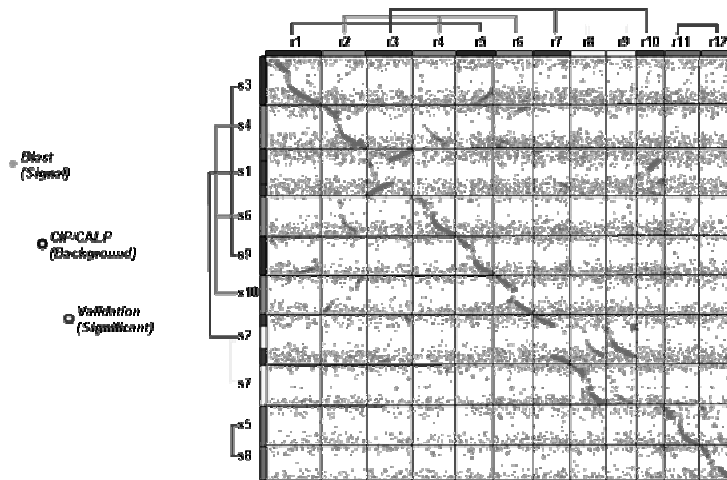 r1 r2 r3 r4 r5 r6 r7 r8 r9 r10 r11 r12
s3
s4
s1
s6
s9
s10
s2
s7
s5
s8
Blast
(Signal)
CIP/CALP
(Background)
Validation
(Significant)